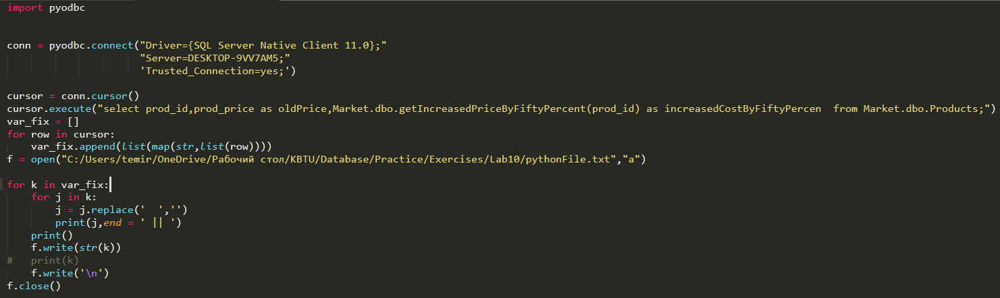 import pyodbc
conn = pyodbc.connect("Driver={SQL Server Native Client 11.0};"
"Server=DESKTOP-9VV7AM5;"
'Trusted_Connection=yes;')
cursor = conn.cursor()
cursor.execute("select prod_id,prod_price as oldPrice,Market.dbo.getIncreasedPriceByFiftyPercent(prod_id) as increasedCostByFiftyPercen  from Market.dbo.Products;")
var_fix = []
for row in cursor:
    var_fix.append(list(map(str,list(row))))
f = open("C:/Users/temir/OneDrive/Рабочий стол/KBTU/Database/Practice/Exercises/Lab10/pythonFile.txt","a")
for k in var_fix:
    for j in k:
        j = j.replace('  ','')
        print(j,end = ' || ')
    print()
    f.write(str(k))
#   print(k)
    f.write('\n')
f.close()